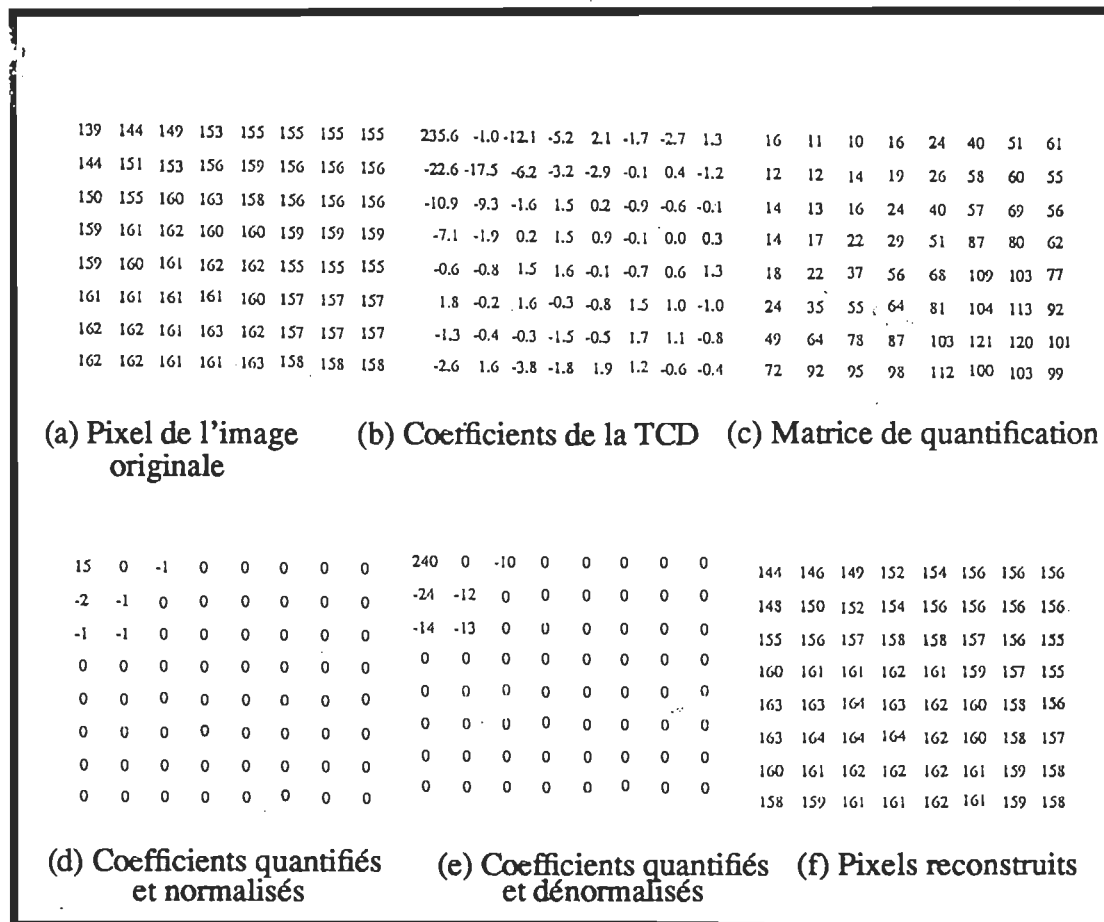 139 144 149 153 155 155 155 155
144 151 153 156 159 156 156 156
150 155 160 163 158 156 156 156
159 161 162 160 160 159 159 159
159 160 161 162 162 155 155 155
161 161 161 161 160 157 157 157
162 162 161 163 162 157 157 157
162 162 161 161 163 158 158 158
(a) Pixel de l'image
originale
235.6 -1.0 -12.1 -5.2 2.1 -1.7 -2.7 1.3
-22.6 -17.5 -6.2 -3.2 -2.9 -0.1 0.4 -1.2
-10.9 -9.3 -1.6 1.5 0.2 -0.9 -0.6 -0.1
-7.1 -1.9 0.2 1.5 0.9 -0.1 0.0 0.3
-0.6 -0.8 1.5 1.6 -0.1 -0.7 0.6 1.3
1.8 -0.2 1.6 -0.3 -0.8 1.5 1.0 -1.0
-1.3 -0.4 -0.3 -1.5 -0.5 1.7 1.1 -0.8
-2.6 1.6 -3.8 -1.8 1.9 1.2 -0.6 -0.4
(b) Coefficients de la TCD
16 11 10 16 24 40 51 61
12 12 14 19 26 58 60 55
14 13 16 24 40 57 69 56
14 17 22 29 51 87 80 62
18 22 37 56 68 109 103 77
24 35 55 64 81 104 113 92
49 64 78 87 103 121 120 101
72 92 95 98 112 100 103 99
(c) Matrice de quantification
15 0 -1 0 0 0 0 0
-2 -1 0 0 0 0 0 0
-1 -1 0 0 0 0 0 0
0 0 0 0 0 0 0 0
0 0 0 0 0 0 0 0
0 0 0 0 0 0 0 0
0 0 0 0 0 0 0 0
0 0 0 0 0 0 0 0
(d) Coefficients quantifiés
et normalisés
240 0 -10 0 0 0 0 0
-24 -12 0 0 0 0 0 0
-14 -13 0 0 0 0 0 0
0 0 0 0 0 0 0 0
0 0 0 0 0 0 0 0
0 0 0 0 0 0 0 0
0 0 0 0 0 0 0 0
0 0 0 0 0 0 0 0
(e) Coefficients quantifiés
et dénormalisés
144 146 149 152 154 156 156 156
148 150 152 154 156 156 156 156
155 156 157 158 158 157 156 155
160 161 161 162 161 159 157 155
163 163 164 163 162 160 158 156
163 164 164 164 162 160 158 157
160 161 162 162 162 161 159 158
158 159 161 161 162 161 159 158
(f) Pixels reconstruits